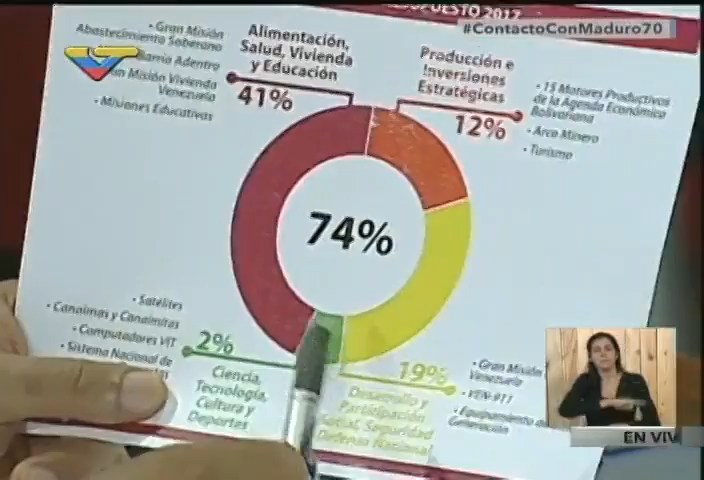 PUESTO 2017
#ContactoConMaduro70
• Gran Misión
Abastecimiento Soberano
Barrio Adentro
Misión Vivienda
Venezuela
• Misiones Educativas
Alimentación,
Salud, Vivienda
y Educación
41%
Producción e
Inversiones
Estratégicas
12%
• 15 Motores Productivos
de la Agenda Económica
Bolivariana
• Arco Minero
• Turismo
74%
• Satélites
• Canaimas y Canaimitas
• Computadores VIT
• Sistema Nacional de
2%
Ciencia,
Tecnología,
Cultura y
Deportes
19%
Desarrollo y
Participación
Social, Seguridad
Defensa Nacional
• Gran Misión
Venezuela
• VEN-911
• Equipamiento de
Generación
EN VIV